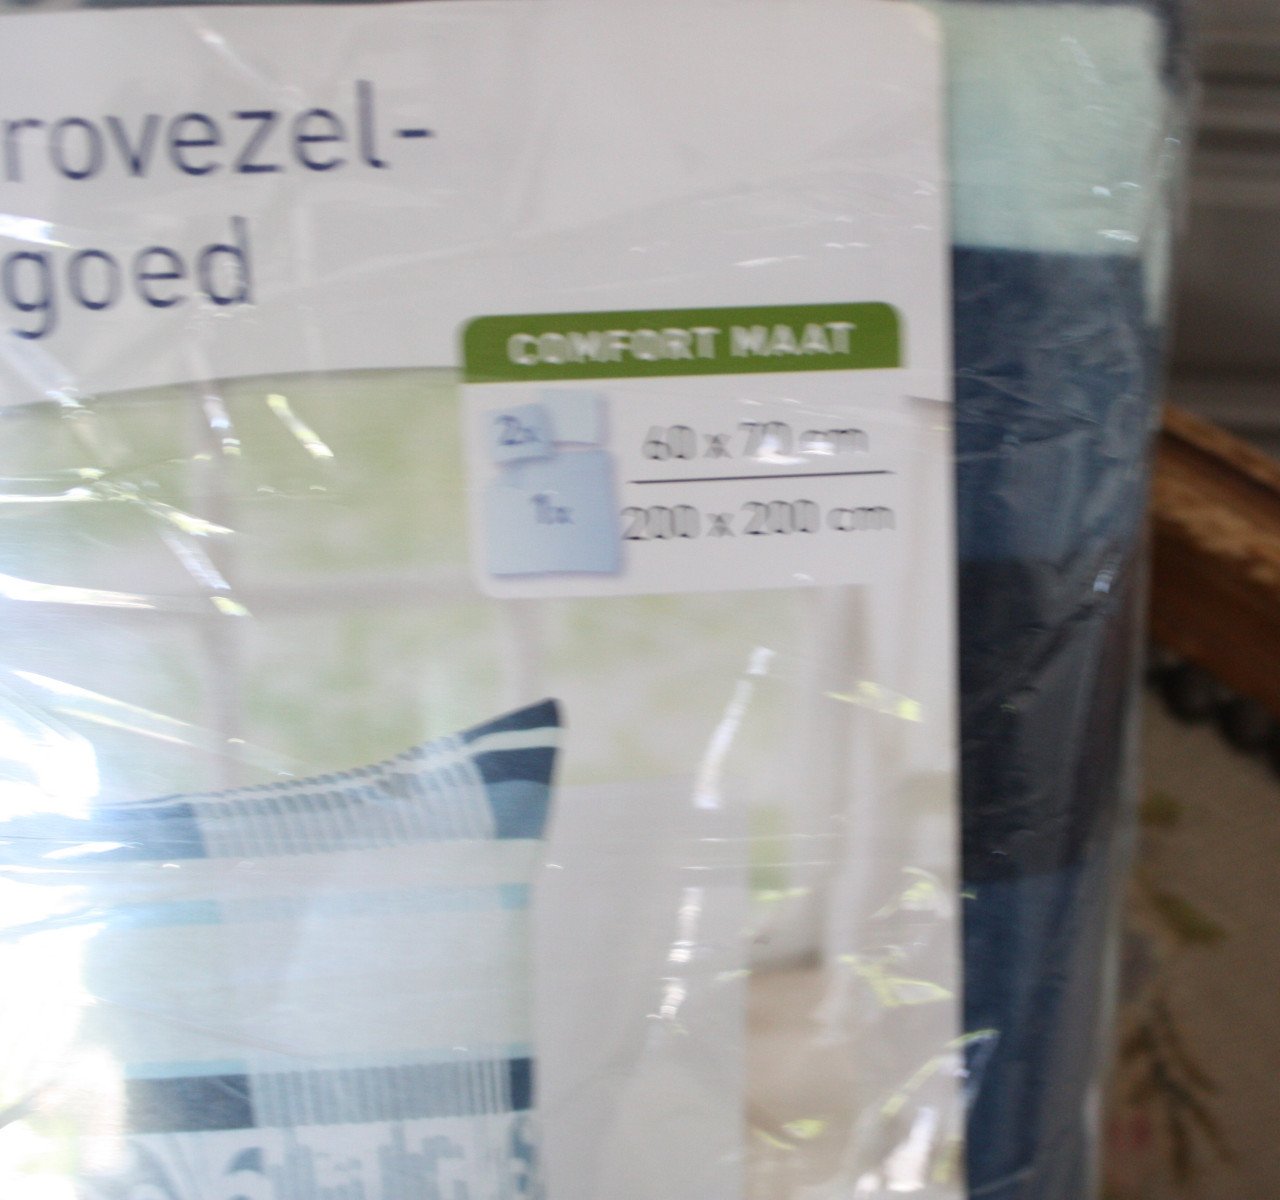 rovezel-
goed
COMFORT MAAT
2x
60 x 70 cm
1x
200 x 200 cm